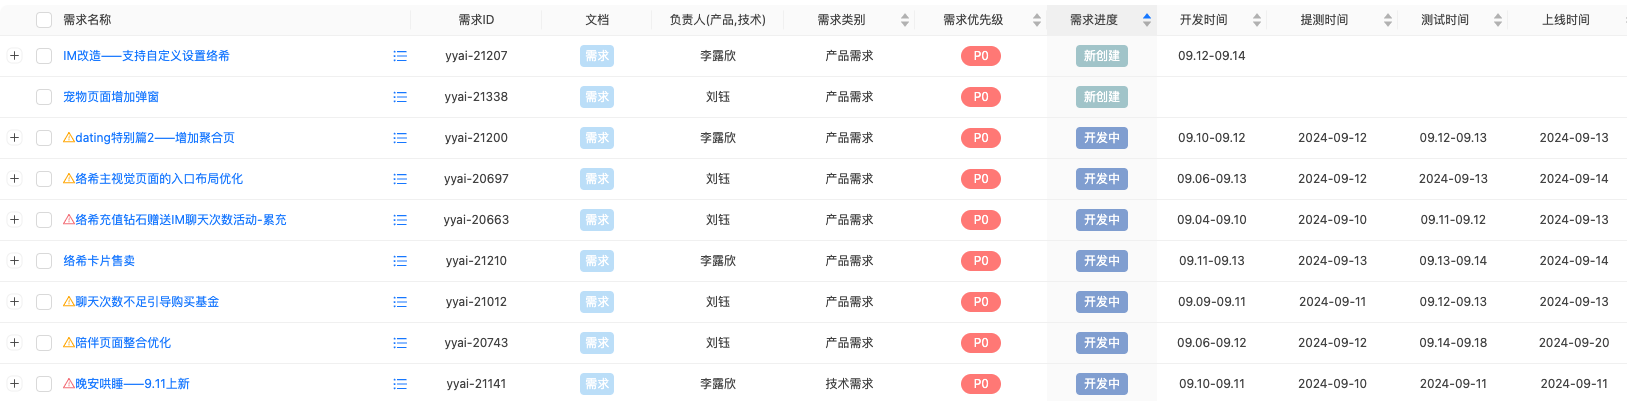 需求名称 需求ID 文档 负责人(产品,技术) 需求类别 需求优先级 需求进度 开发时间 提测时间 测试时间 上线时间
IM改造——支持自定义设置络希 yyai-21207 需求 李露欣 产品需求 P0 新创建 09.12-09.14
宠物页面增加弹窗 yyai-21338 需求 刘钰 产品需求 P0 新创建
dating特别篇2——增加聚合页 yyai-21200 需求 李露欣 产品需求 P0 开发中 09.10-09.12 2024-09-12 09.12-09.13 2024-09-13
络希主视觉页面的入口布局优化 yyai-20697 需求 刘钰 产品需求 P0 开发中 09.06-09.13 2024-09-12 2024-09-13 2024-09-14
络希充值钻石赠送IM聊天次数活动-累充 yyai-20663 需求 刘钰 产品需求 P0 开发中 09.04-09.10 2024-09-10 09.11-09.12 2024-09-13
络希卡片售卖 yyai-21210 需求 李露欣 产品需求 P0 开发中 09.11-09.13 2024-09-13 09.13-09.14 2024-09-14
聊天次数不足引导购买基金 yyai-21012 需求 刘钰 产品需求 P0 开发中 09.09-09.11 2024-09-11 09.12-09.13 2024-09-13
陪伴页面整合优化 yyai-20743 需求 刘钰 产品需求 P0 开发中 09.06-09.12 2024-09-12 09.14-09.18 2024-09-20
晚安哄睡——9.11上新 yyai-21141 需求 李露欣 技术需求 P0 开发中 09.10-09.11 2024-09-10 2024-09-11 2024-09-11